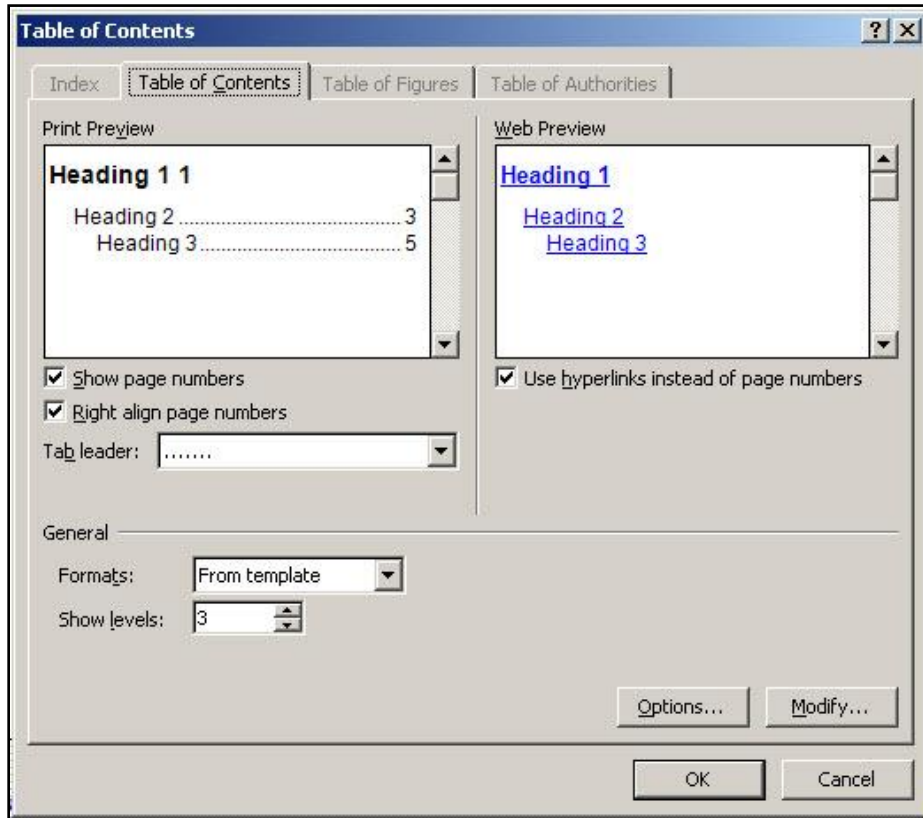 Table of Contents
Index
Table of Contents
Table of Figures
Table of Authorities
Print Preview
Heading 1 1
Heading 2........................................3
Heading 3....................................5
Show page numbers
Right align page numbers
Tab leader: .......
Web Preview
Heading 1
Heading 2
Heading 3
Use hyperlinks instead of page numbers
General
Formats: From template
Show levels: 3
Options...
Modify...
OK
Cancel